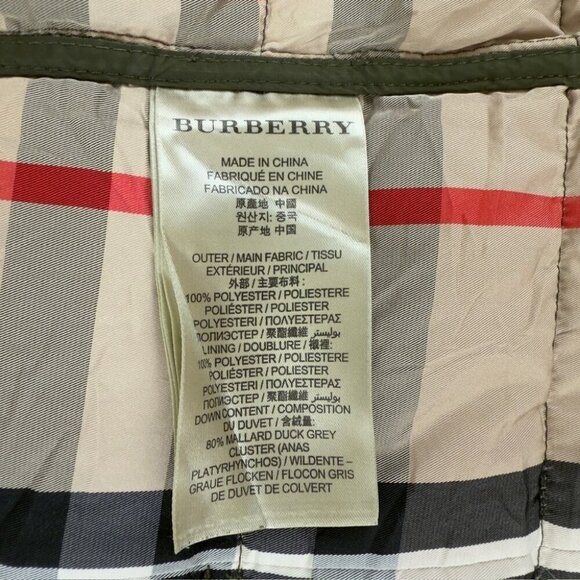 BURBERRY
MADE IN CHINA
FABRIQUÉ EN CHINE
FABRICADO NA CHINA
原產地 中國
원산지: 중국
原产地 中国
OUTER / MAIN FABRIC / TISSU
EXTÉRIEUR / PRINCIPAL
外部 / 主要布料 :
100% POLYESTER / POLIESTERE
POLIÉSTER / POLIESTER
POLYESTERI / ΠΟΛΥΕΣΤΕΡΑΣ
ПОЛИЭСТЕР / 聚酯纖維 بوليستر
LINING / DOUBLURE / 襯裡:
100% POLYESTER / POLIESTERE
POLIÉSTER / POLIESTER
POLYESTERI / ΠΟΛΥΕΣΤΕΡΑΣ
ПОЛИЭСТЕР / 聚酯纖維 بوليستر
DOWN CONTENT / COMPOSITION
DU DUVET / 含絨量:
80% MALLARD DUCK GREY
CLUSTER (ANAS
PLATYRHYNCHOS) / WILDENTE –
GRAUE FLOCKEN / FLOCON GRIS
DE DUVET DE COLVERT